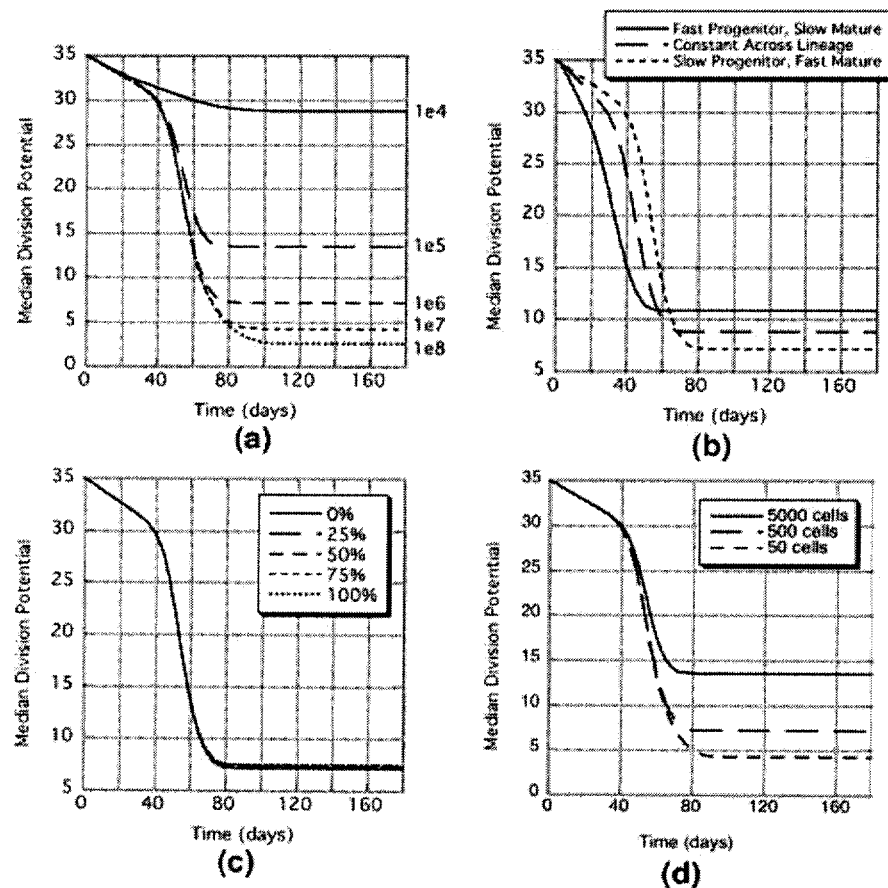 35
30
25
20
15
10
5
0
Median Division Potential
1e4
1e5
1e6
1e7
1e8
0 40 80 120 160
Time (days)
(a)
Fast Progenitor, Slow Mature
Constant Across Lineage
Slow Progenitor, Fast Mature
35
30
25
20
15
10
5
Median Division Potential
0 40 80 120 160
Time (days)
(b)
35
30
25
20
15
10
5
Median Division Potential
0%
25%
50%
75%
100%
0 40 80 120 160
Time (days)
(c)
35
30
25
20
15
10
5
0
Median Division Potential
5000 cells
500 cells
50 cells
0 40 80 120 160
Time (days)
(d)